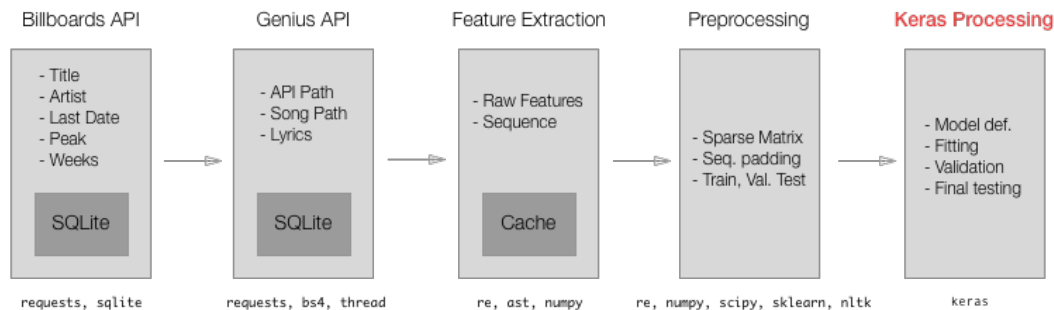 Billboards API
- Title
- Artist
- Last Date
- Peak
- Weeks
SQLite
requests, sqlite
Genius API
- API Path
- Song Path
- Lyrics
SQLite
requests, bs4, thread
Feature Extraction
- Raw Features
- Sequence
Cache
re, ast, numpy
Preprocessing
- Sparse Matrix
- Seq. padding
- Train, Val. Test
re, numpy, scipy, sklearn, nltk
Keras Processing
- Model def.
- Fitting
- Validation
- Final testing
keras